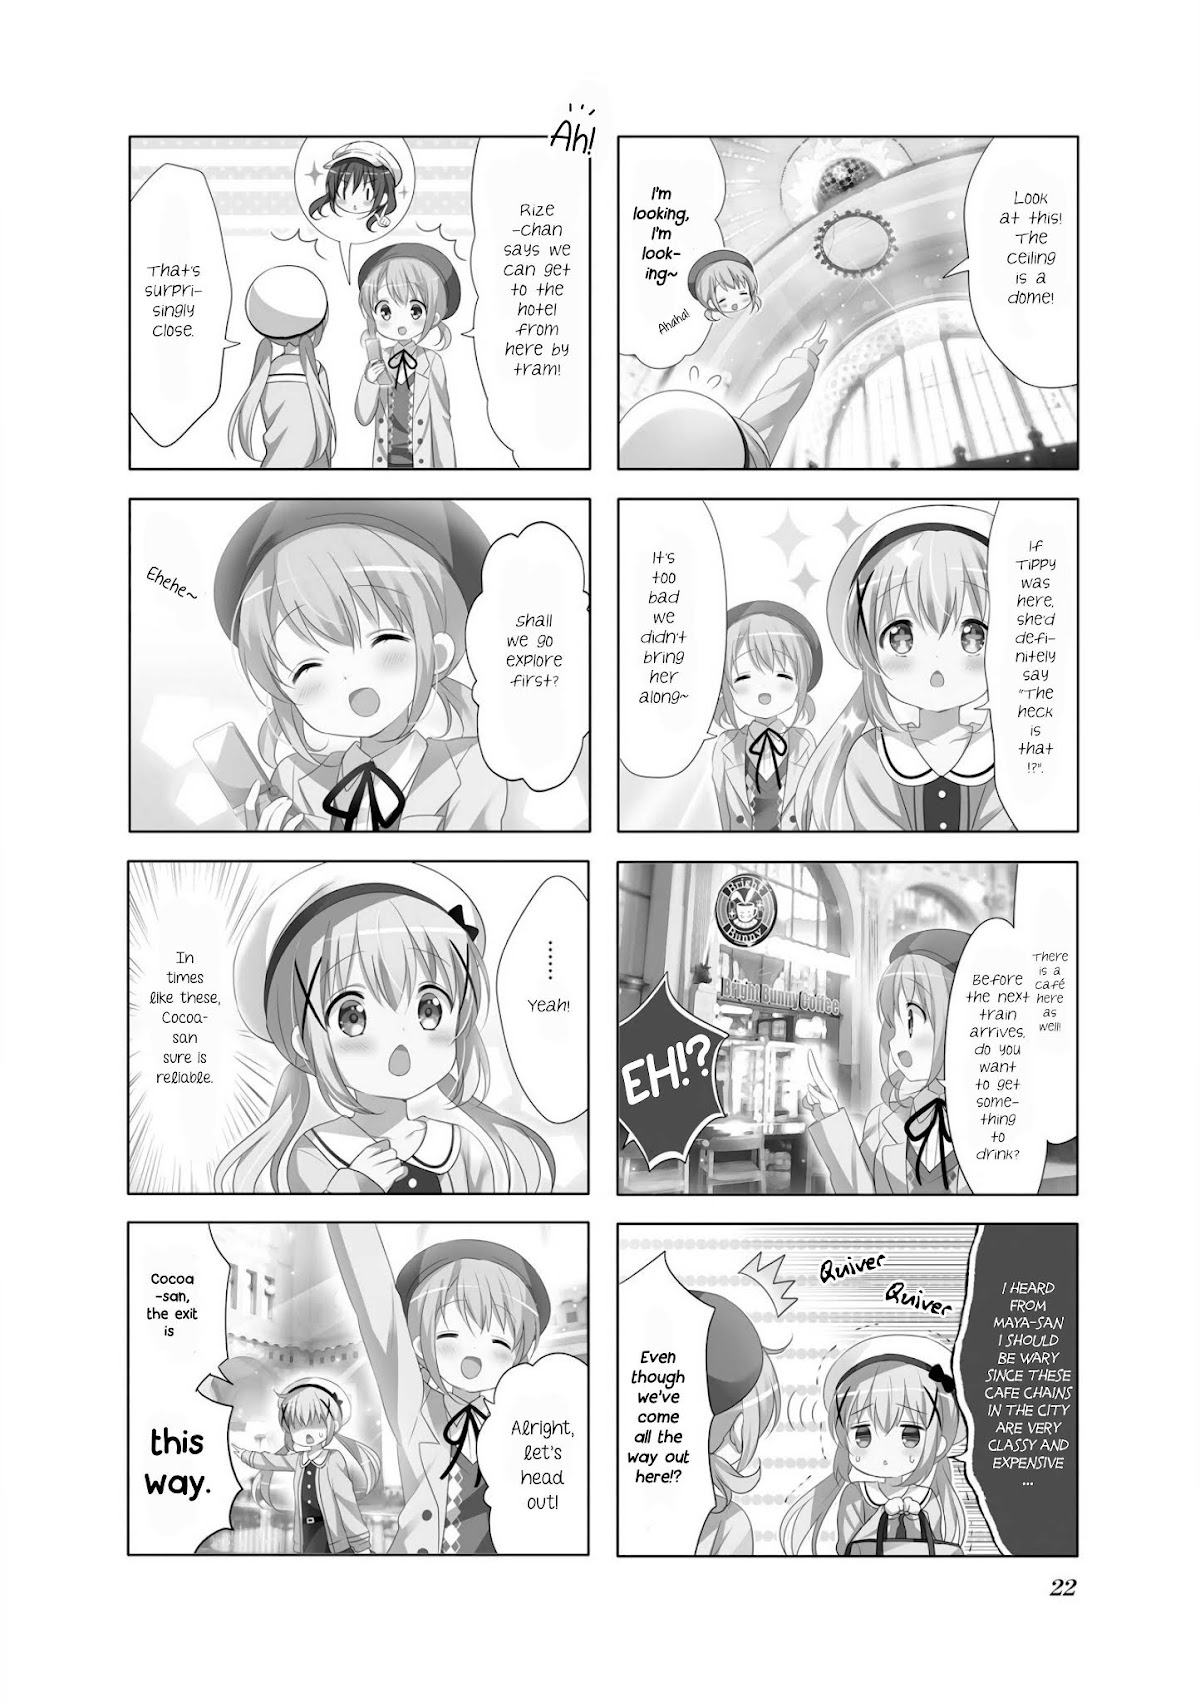 Look
at this!
The
ceiling
is a
dome!
I'm
looking,
I'm
look-
ing~
Ahaha!
If
Tippy
was
here,
she'd
defi-
nitely
say
"The
heck
is
that
!?".
It's
too
bad
we
didn't
bring
her
along~
There
is a
café
here
as
well!
Before
the next
train
arrives,
do you
want
to get
some-
thing
to
drink?
Bright
Bunny
Bright Bunny Coffee
EH!?
I HEARD
FROM
MAYA-SAN
I SHOULD
BE WARY
SINCE THESE
CAFE CHAINS
IN THE CITY
ARE VERY
CLASSY AND
EXPENSIVE
...
Quiver
Quiver
Even
though
we've
come
all the
way out
here!?
Ah!
Rize
-chan
says we
can get
to the
hotel
from
here by
tram!
That's
surpri-
singly
close.
Shall
we go
explore
first?
Ehehe~
......
Yeah!
In
times
like these,
Cocoa-
san
sure is
reliable.
Alright,
let's
head
out!
Cocoa
-san,
the exit
is
this
way.
22